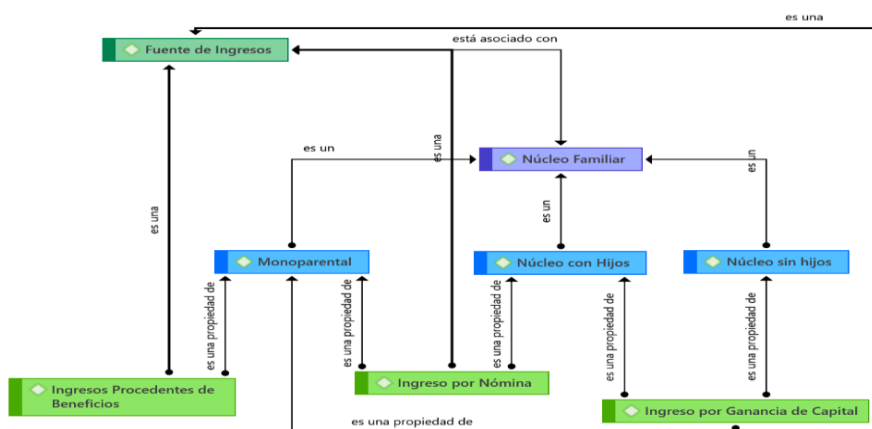 es una
Fuente de Ingresos
está asociado con
es una
es un
Núcleo Familiar
es un
es una
es un
Monoparental
Núcleo con Hijos
Núcleo sin hijos
es una propiedad de
es una propiedad de
es una propiedad de
es una propiedad de
es una propiedad de
Ingresos Procedentes de
Beneficios
Ingreso por Nómina
Ingreso por Ganancia de Capital
es una propiedad de